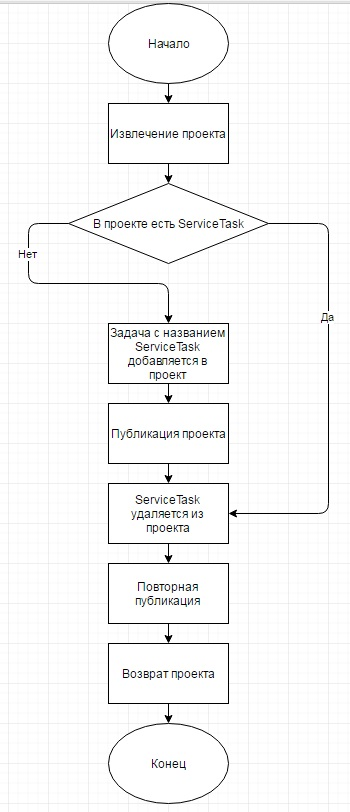 Начало
Извлечение проекта
В проекте есть ServiceTask
Нет
Да
Задача с названием
ServiceTask
добавляется в
проект
Публикация проекта
ServiceTask
удаляется из
проекта
Повторная
публикация
Возврат проекта
Конец